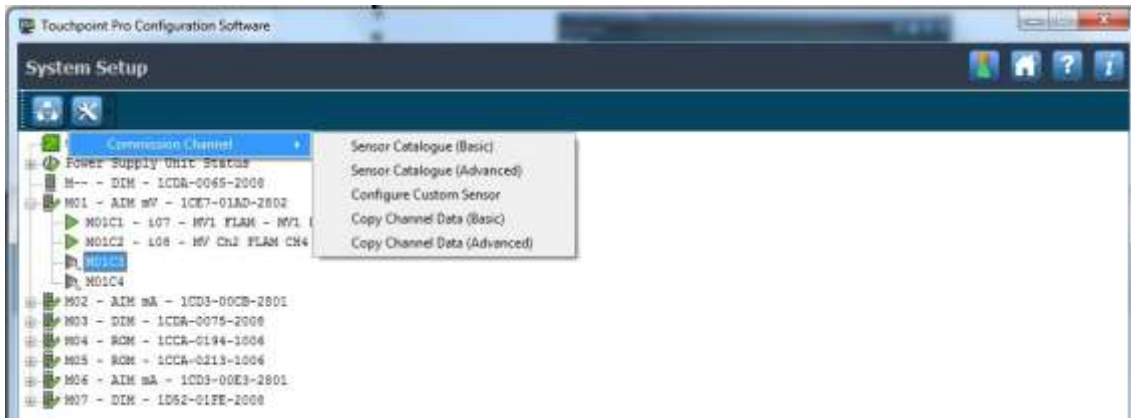 Touchpoint Pro Configuration Software
System Setup
Commission Channel
Sensor Catalogue (Basic)
Sensor Catalogue (Advanced)
Configure Custom Sensor
Copy Channel Data (Basic)
Copy Channel Data (Advanced)
Power Supply Unit Status
M-- - DIM - 1CDA-0065-2008
M01 - AIM mV - 1CE7-01AD-2802
M01C1 - i07 - MV1 FLAM - MV1
M01C2 - i08 - MV Ch2 FLAM CH4
M01C3
M01C4
M02 - AIM mA - 1CD3-00CB-2801
M03 - DIM - 1CDA-0075-2008
M04 - ROM - 1CCA-0194-1006
M05 - ROM - 1CCA-0213-1006
M06 - AIM mA - 1CD3-00E3-2801
M07 - DIM - 1D52-01FE-2008